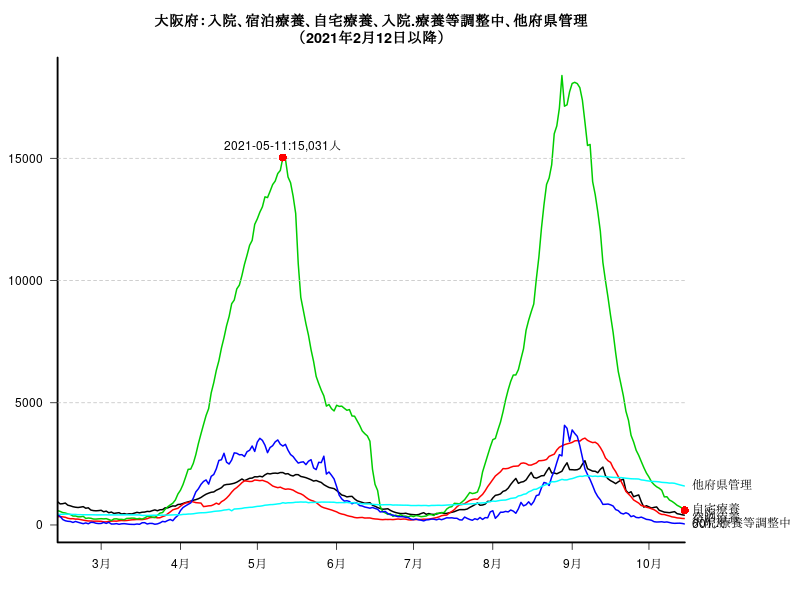 大阪府：入院、宿泊療養、自宅療養、入院.療養等調整中、他府県管理
（2021年2月12日以降）
2021-05-11:15,031人
15000
10000
5000
0
他府県管理
自宅療養
療養等調整中
3月 4月 5月 6月 7月 8月 9月 10月